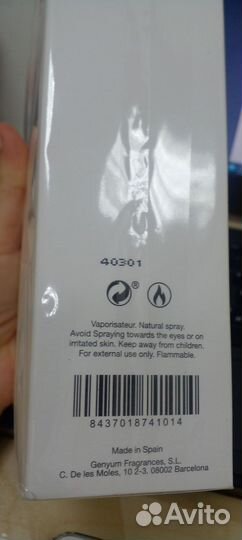 40301
Vaporisateur. Natural spray.
Avoid Spraying towards the eyes or on
irritated skin. Keep away from children.
For external use only. Flammable.
8437018741014
Made in Spain
Genyum Fragrances, S.L.
C. De les Moles, 10 2-3. 08002 Barcelona
Avito